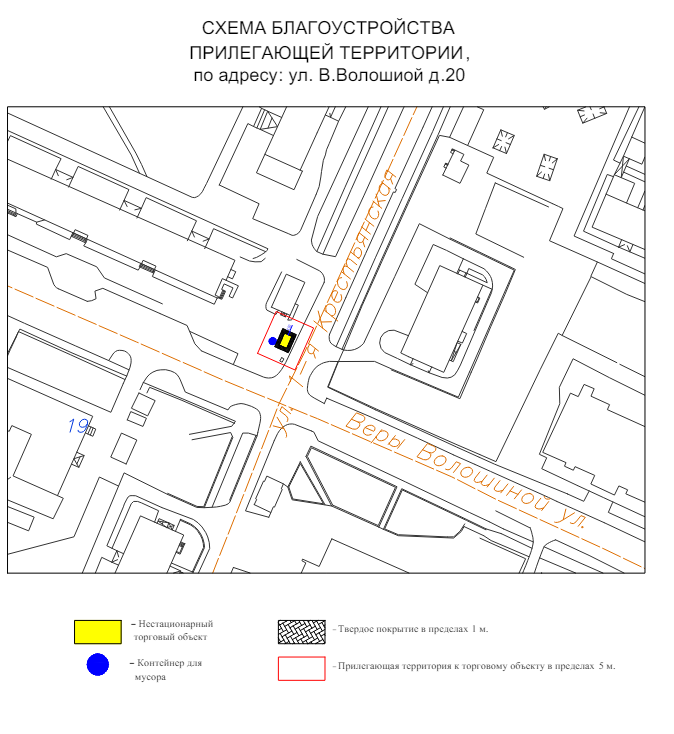 СХЕМА БЛАГОУСТРОЙСТВА
ПРИЛЕГАЮЩЕЙ ТЕРРИТОРИИ,
по адресу: ул. В.Волошиой д.20
ул. 1-я Крестьянская
19
Веры Волошиной ул.
- Нестационарный
торговый объект
- Твердое покрытие в пределах 1 м.
- Контейнер для
мусора
- Прилегающая территория к торговому объекту в пределах 5 м.